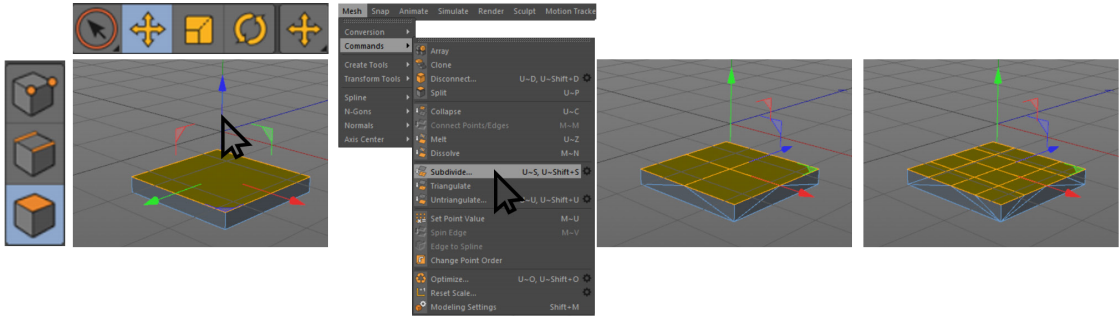 Mesh Snap Animate Simulate Render Sculpt Motion Tracke
Conversion
Commands
Create Tools
Transform Tools
Spline
N-Gons
Normals
Axis Center
Array
Clone
Disconnect... U~D, U~Shift+D
Split U~P
Collapse U~C
Connect Points/Edges M~M
Melt U~Z
Dissolve M~N
Subdivide... U~S, U~Shift+S
Triangulate
Untriangulate... ~U, U~Shift+U
Set Point Value M~U
Spin Edge M~V
Edge to Spline
Change Point Order
Optimize... U~O, U~Shift+O
Reset Scale...
Modeling Settings Shift+M